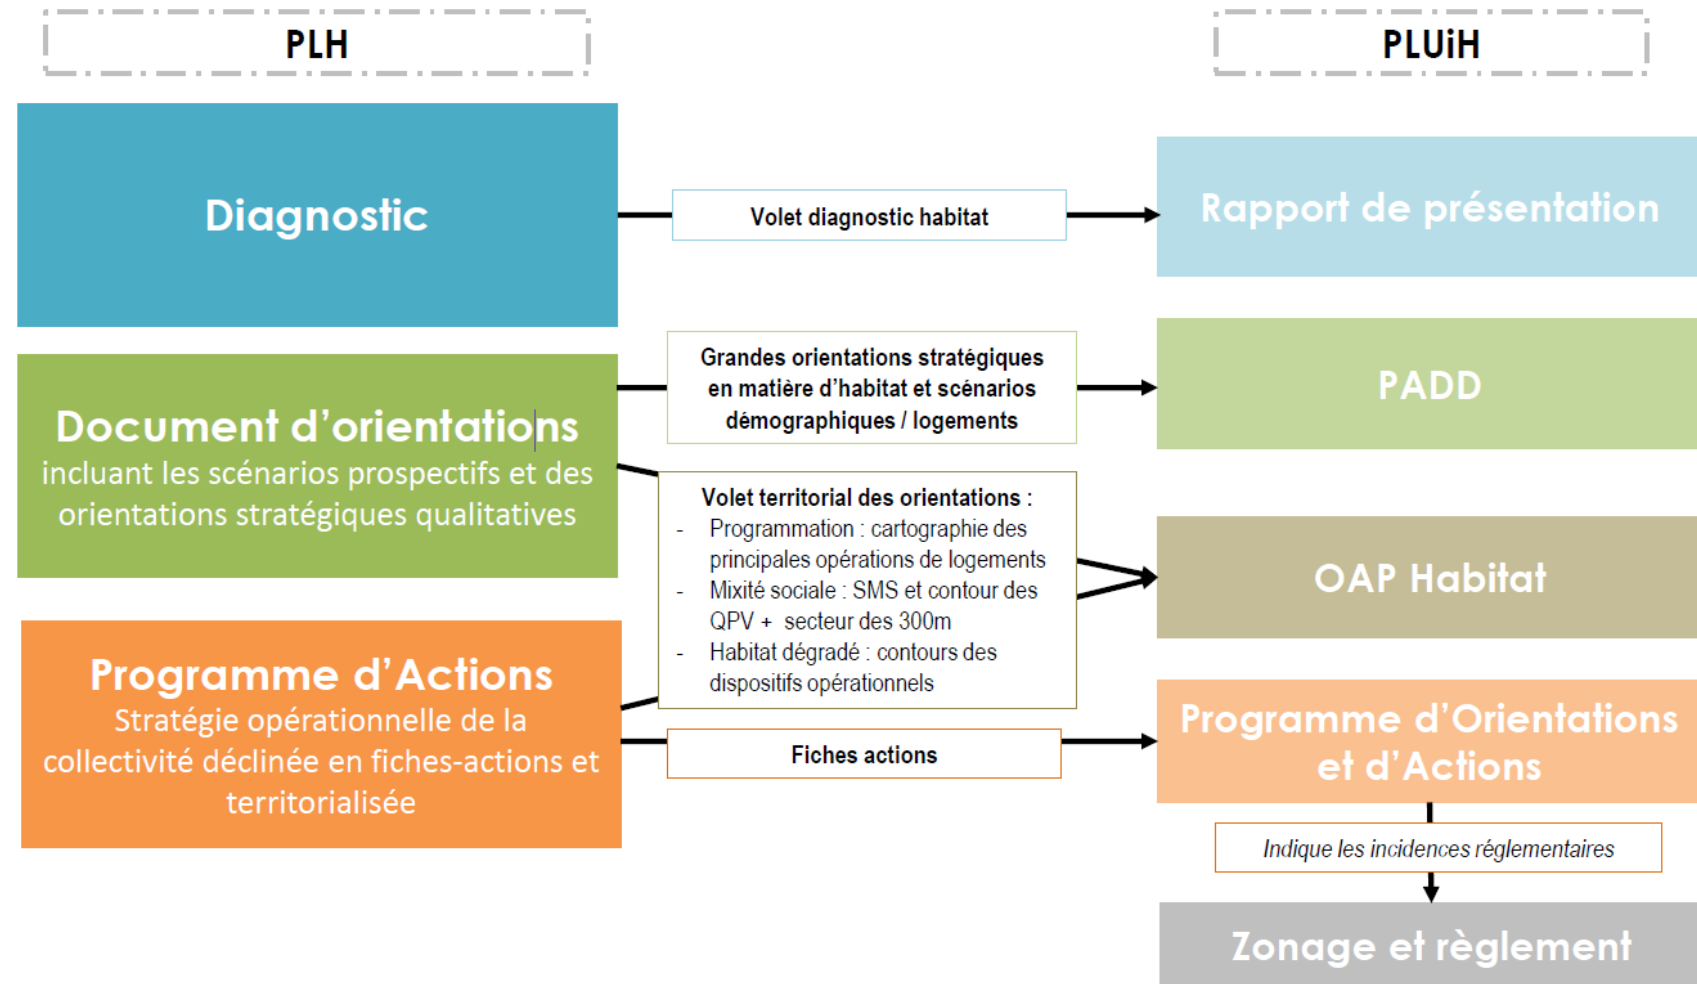 PLH
PLUiH
Diagnostic
Volet diagnostic habitat
Rapport de présentation
Document d’orientations
incluant les scénarios prospectifs et des
orientations stratégiques qualitatives
Grandes orientations stratégiques
en matière d’habitat et scénarios
démographiques / logements
PADD
Volet territorial des orientations :
- Programmation : cartographie des
principales opérations de logements
- Mixité sociale : SMS et contour des
QPV + secteur des 300m
- Habitat dégradé : contours des
dispositifs opérationnels
OAP Habitat
Programme d’Actions
Stratégie opérationnelle de la
collectivité déclinée en fiches-actions et
territorialisée
Fiches actions
Programme d’Orientations
et d’Actions
Indique les incidences réglementaires
Zonage et règlement